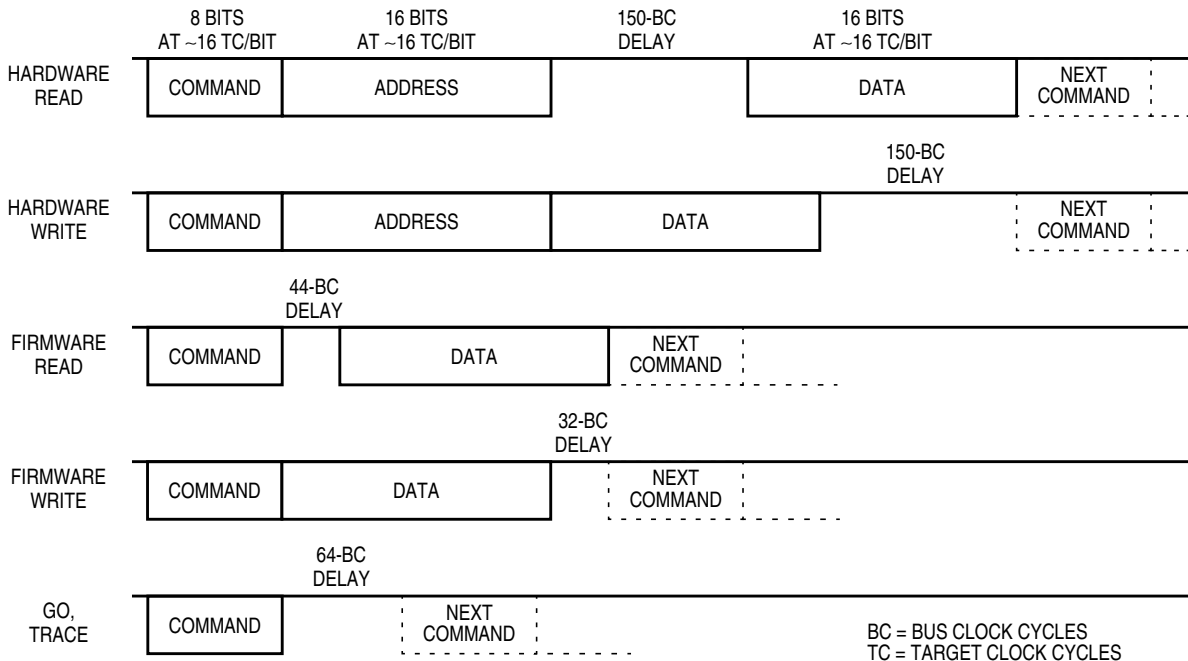 8 BITS
AT ~16 TC/BIT
16 BITS
AT ~16 TC/BIT
150-BC
DELAY
16 BITS
AT ~16 TC/BIT
HARDWARE
READ
COMMAND
ADDRESS
DATA
NEXT
COMMAND
150-BC
DELAY
HARDWARE
WRITE
COMMAND
ADDRESS
DATA
NEXT
COMMAND
44-BC
DELAY
FIRMWARE
READ
COMMAND
DATA
NEXT
COMMAND
32-BC
DELAY
FIRMWARE
WRITE
COMMAND
DATA
NEXT
COMMAND
64-BC
DELAY
GO,
TRACE
COMMAND
NEXT
COMMAND
BC = BUS CLOCK CYCLES
TC = TARGET CLOCK CYCLES